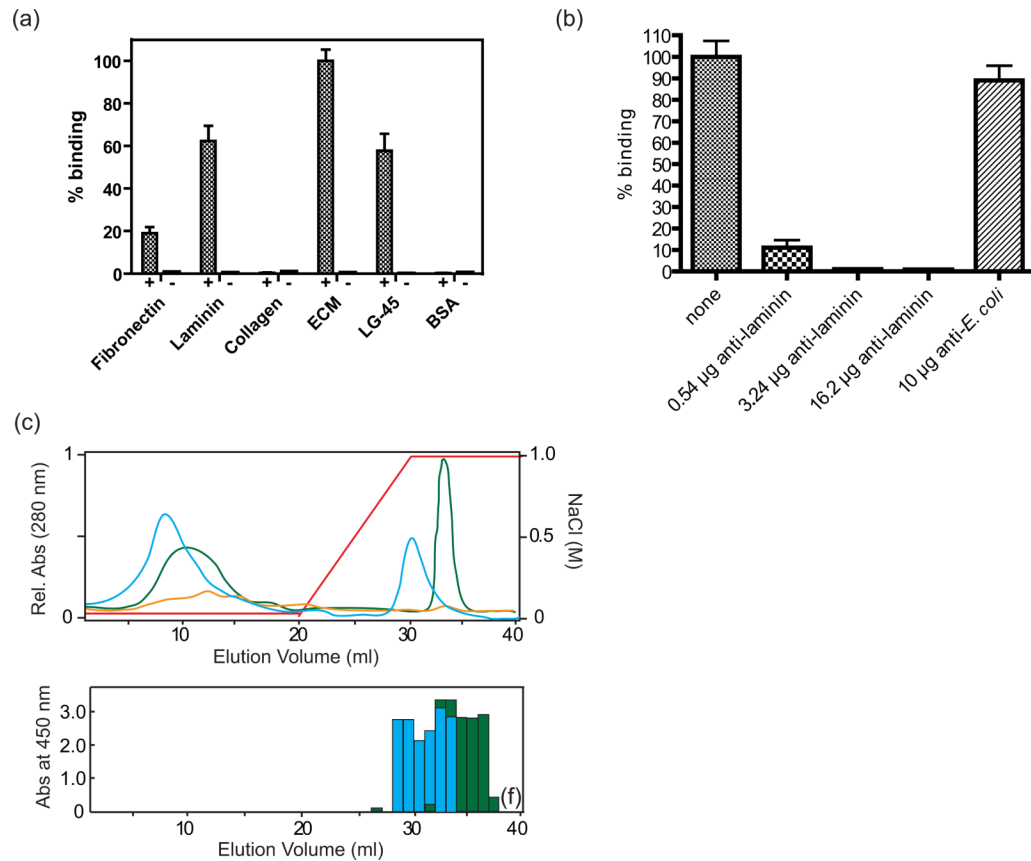 (a)
% binding
100
80
60
40
20
0
+ - + - + - + - + - + -
Fibronectin
Laminin
Collagen
ECM
LG-45
BSA
(b)
% binding
110
100
90
80
70
60
50
40
30
20
10
0
none
0.54 µg anti-laminin
3.24 µg anti-laminin
16.2 µg anti-laminin
10 µg anti-E. coli
(c)
Rel. Abs (280 nm)
1
0
1.0
0.5
0
NaCl (M)
10 20 30 40
Elution Volume (ml)
Abs at 450 nm
3.0
2.0
1.0
0
(f)
10 20 30 40
Elution Volume (ml)